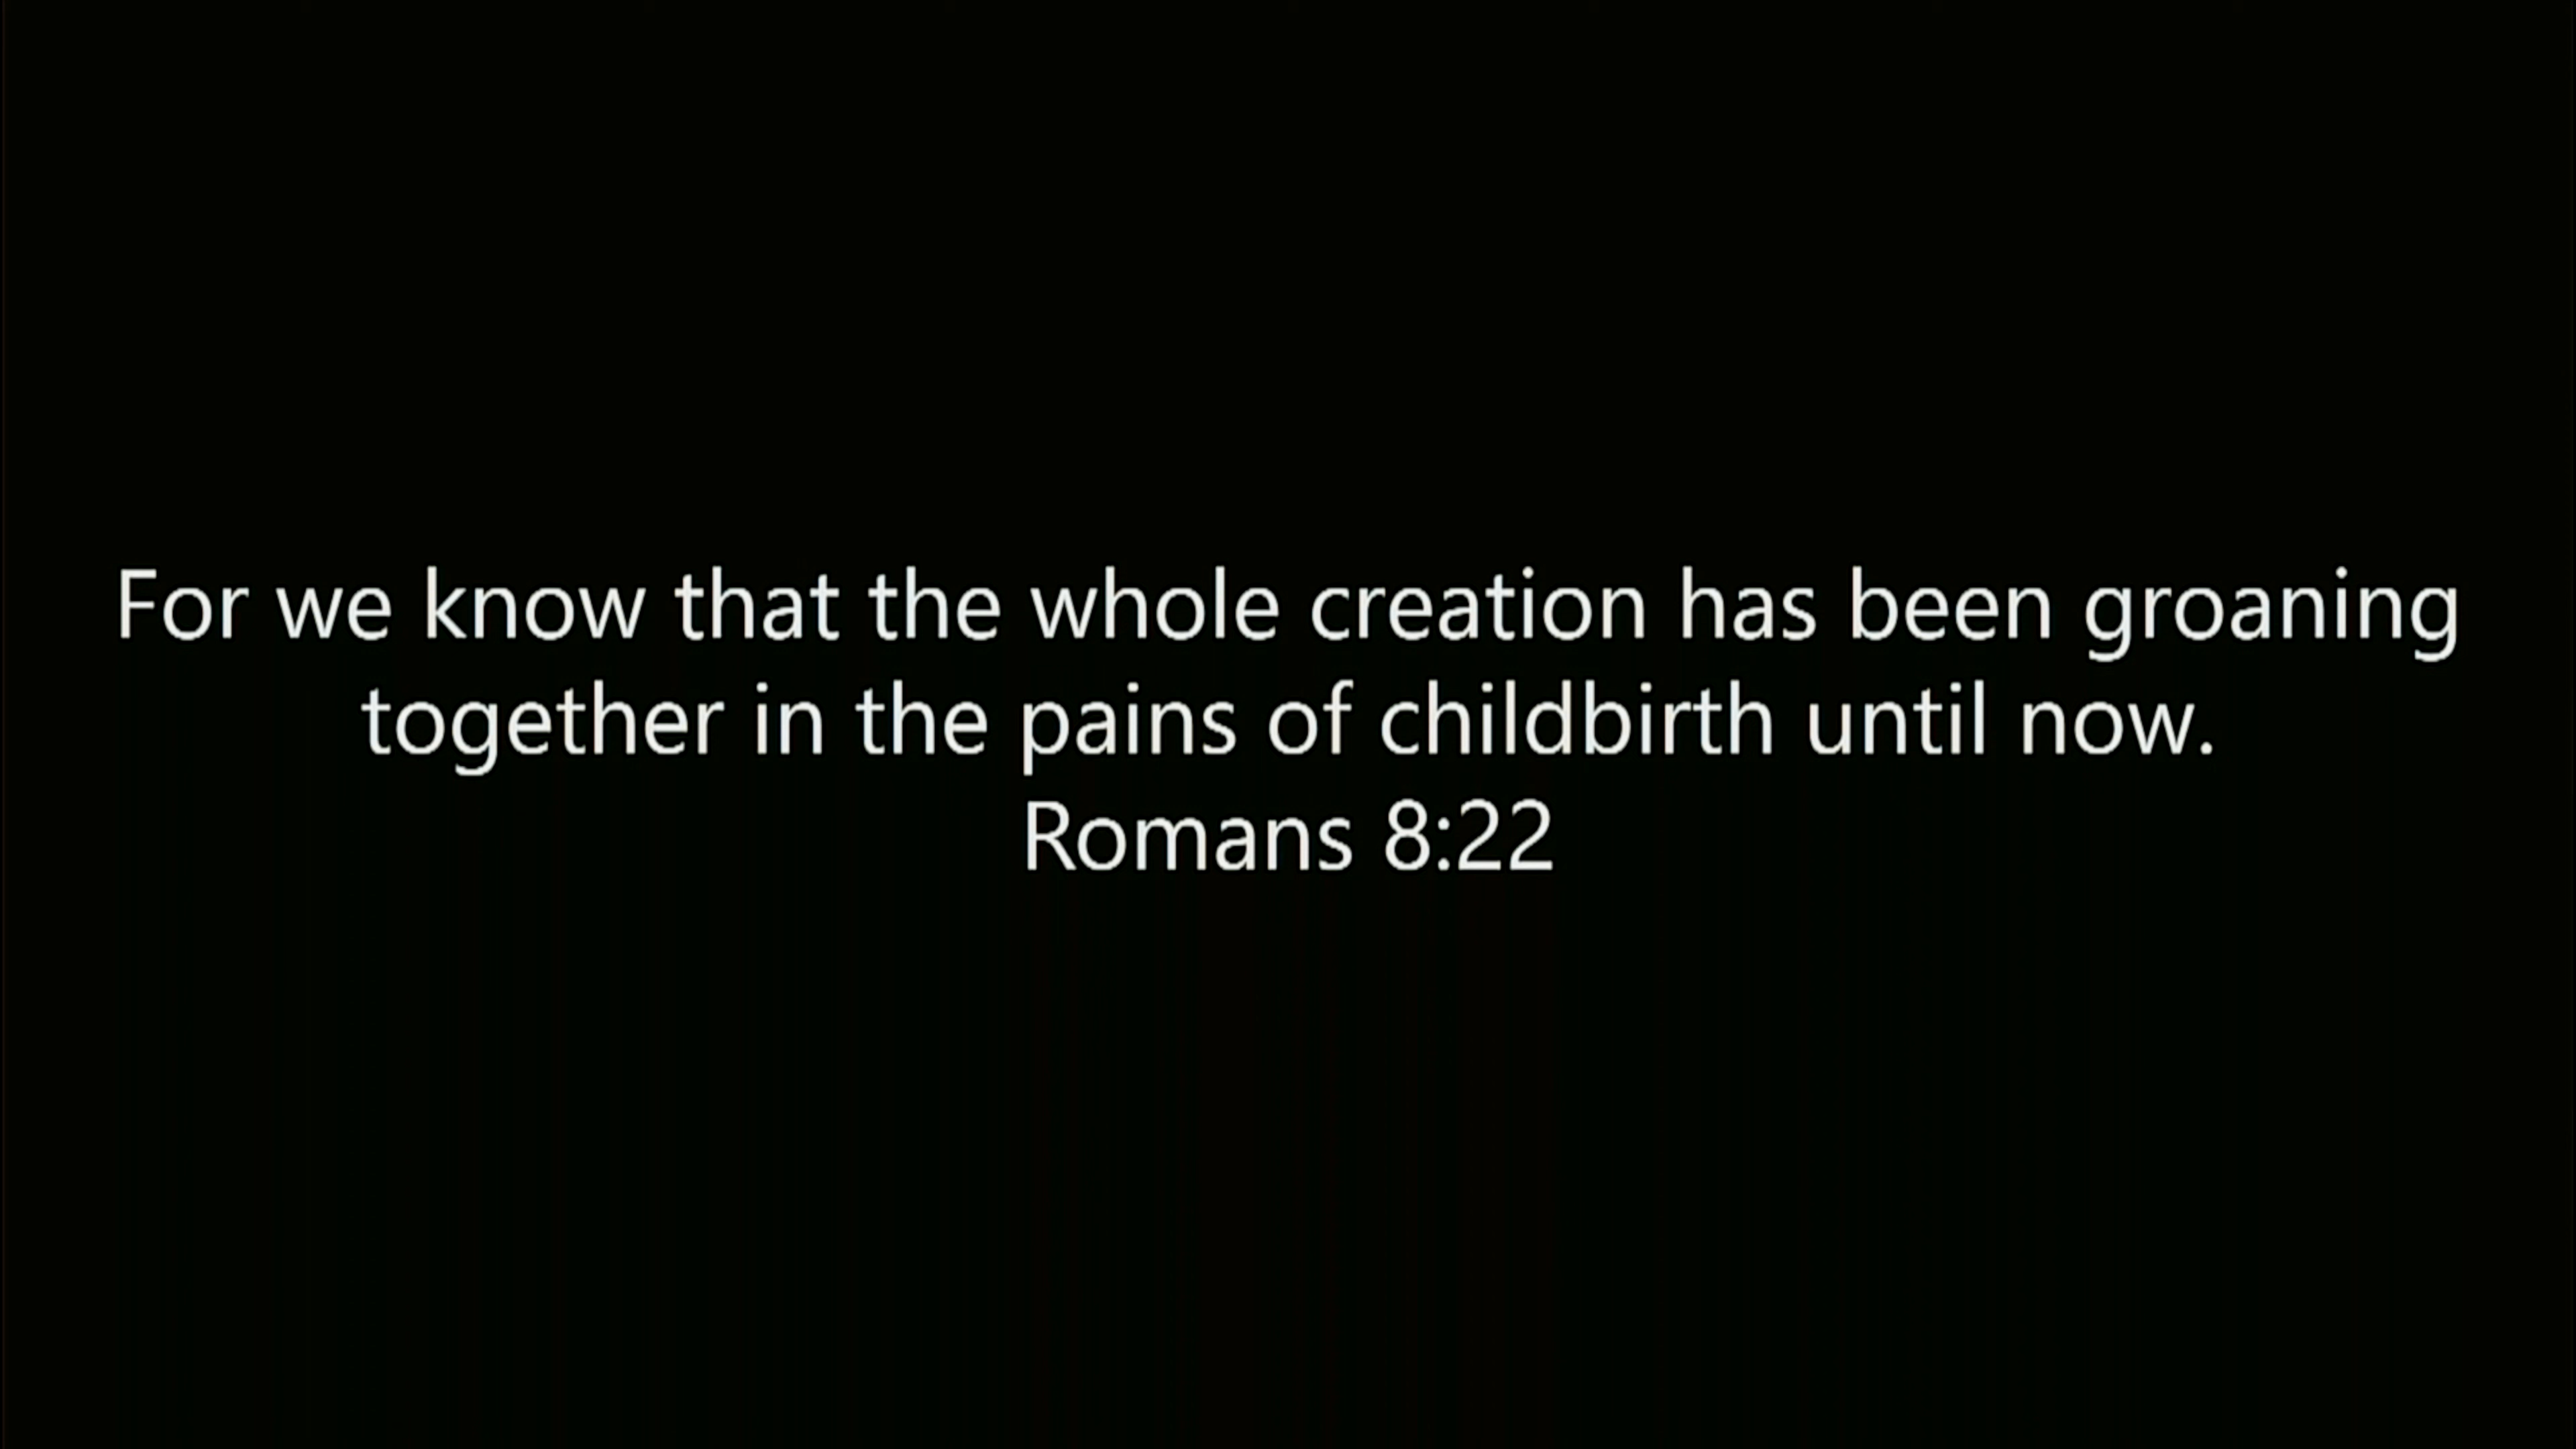 For we know that the whole creation has been groaning
together in the pains of childbirth until now.
Romans 8:22